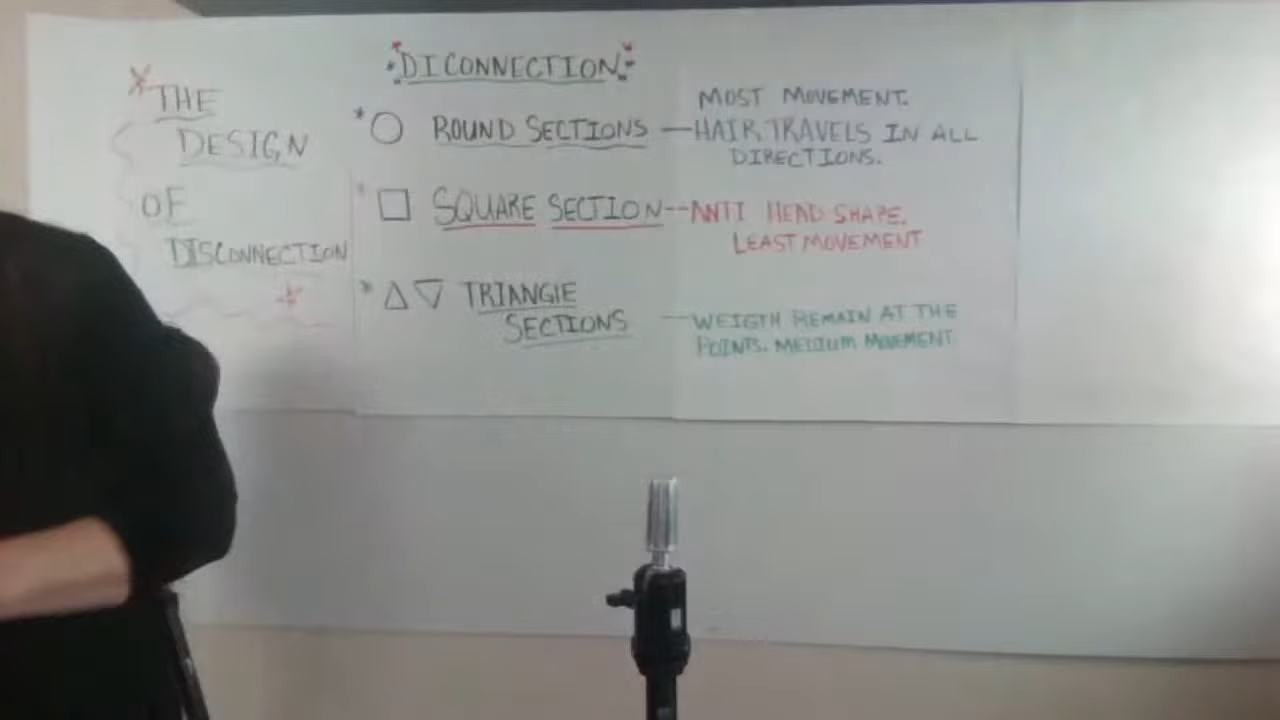 THE
DESIGN
OF
DISCONNECTION
DICONNECTION
ROUND SECTIONS — MOST MOVEMENT.
HAIR TRAVELS IN ALL
DIRECTIONS.
SQUARE SECTION -- ANTI HEAD SHAPE.
LEAST MOVEMENT
TRIANGlE
SECTIONS — WEIGTH REMAIN AT THE
POINTS. MEDIUM MOVEMENT